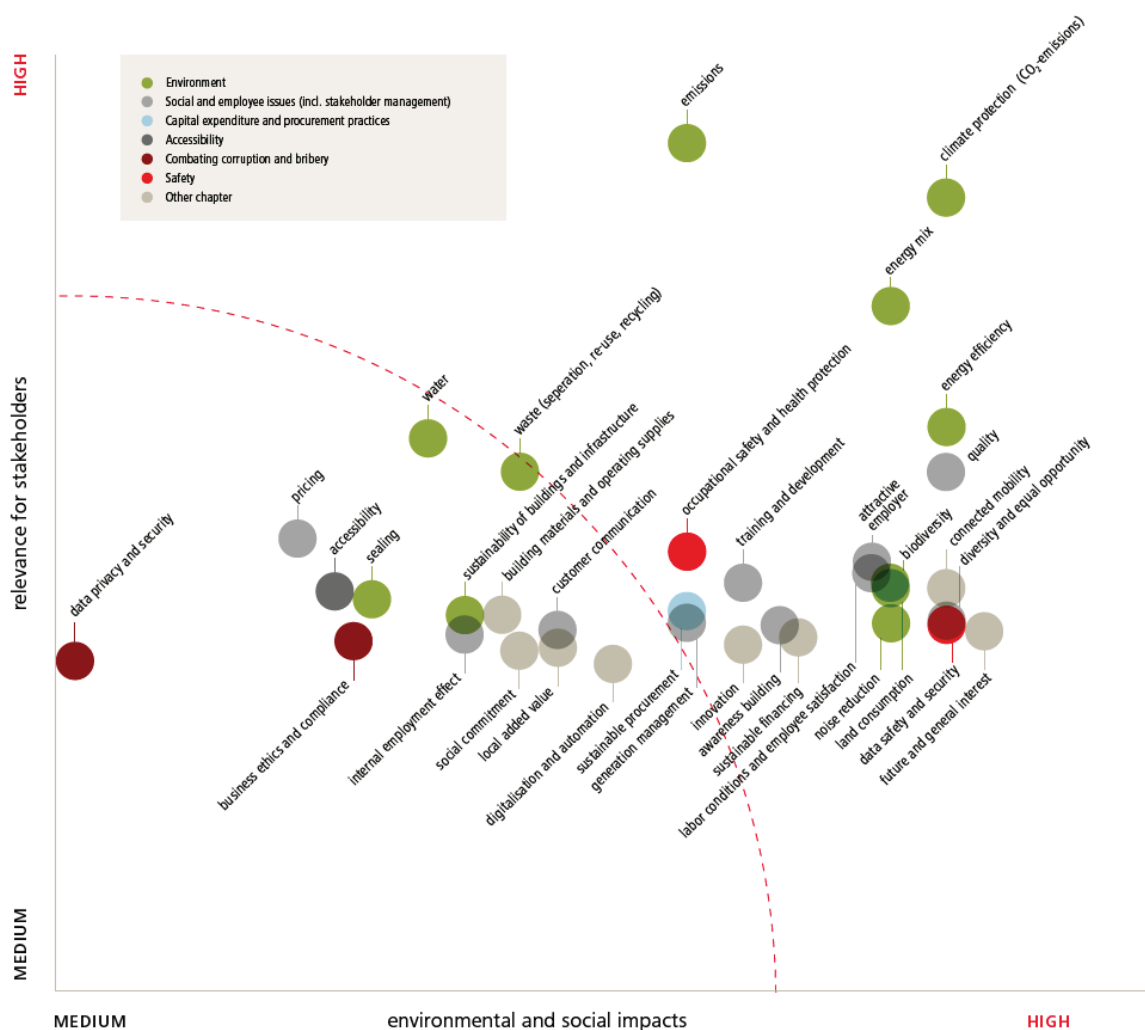 HIGH
Environment
Social and employee issues (incl. stakeholder management)
Capital expenditure and procurement practices
Accessibility
Combating corruption and bribery
Safety
Other chapter
emissions
climate protection (CO₂-emissions)
energy mix
energy efficiency
quality
water
waste (seperation, re-use, recycling)
sustainability of buildings and infrastructure
building materials and operating supplies
customer communication
occupational safety and health protection
training and development
attractive
employer
biodiversity
connected mobility
diversity and equal opportunity
pricing
accessibility
sealing
data privacy and security
relevance for stakeholders
business ethics and compliance
internal employment effect
social commitment
local added value
digitalisation and automation
sustainable procurement
generation management
innovation
awareness building
sustainable financing
labor conditions and employee satisfaction
noise reduction
land consumption
data safety and security
future and general interest
MEDIUM
MEDIUM
environmental and social impacts
HIGH